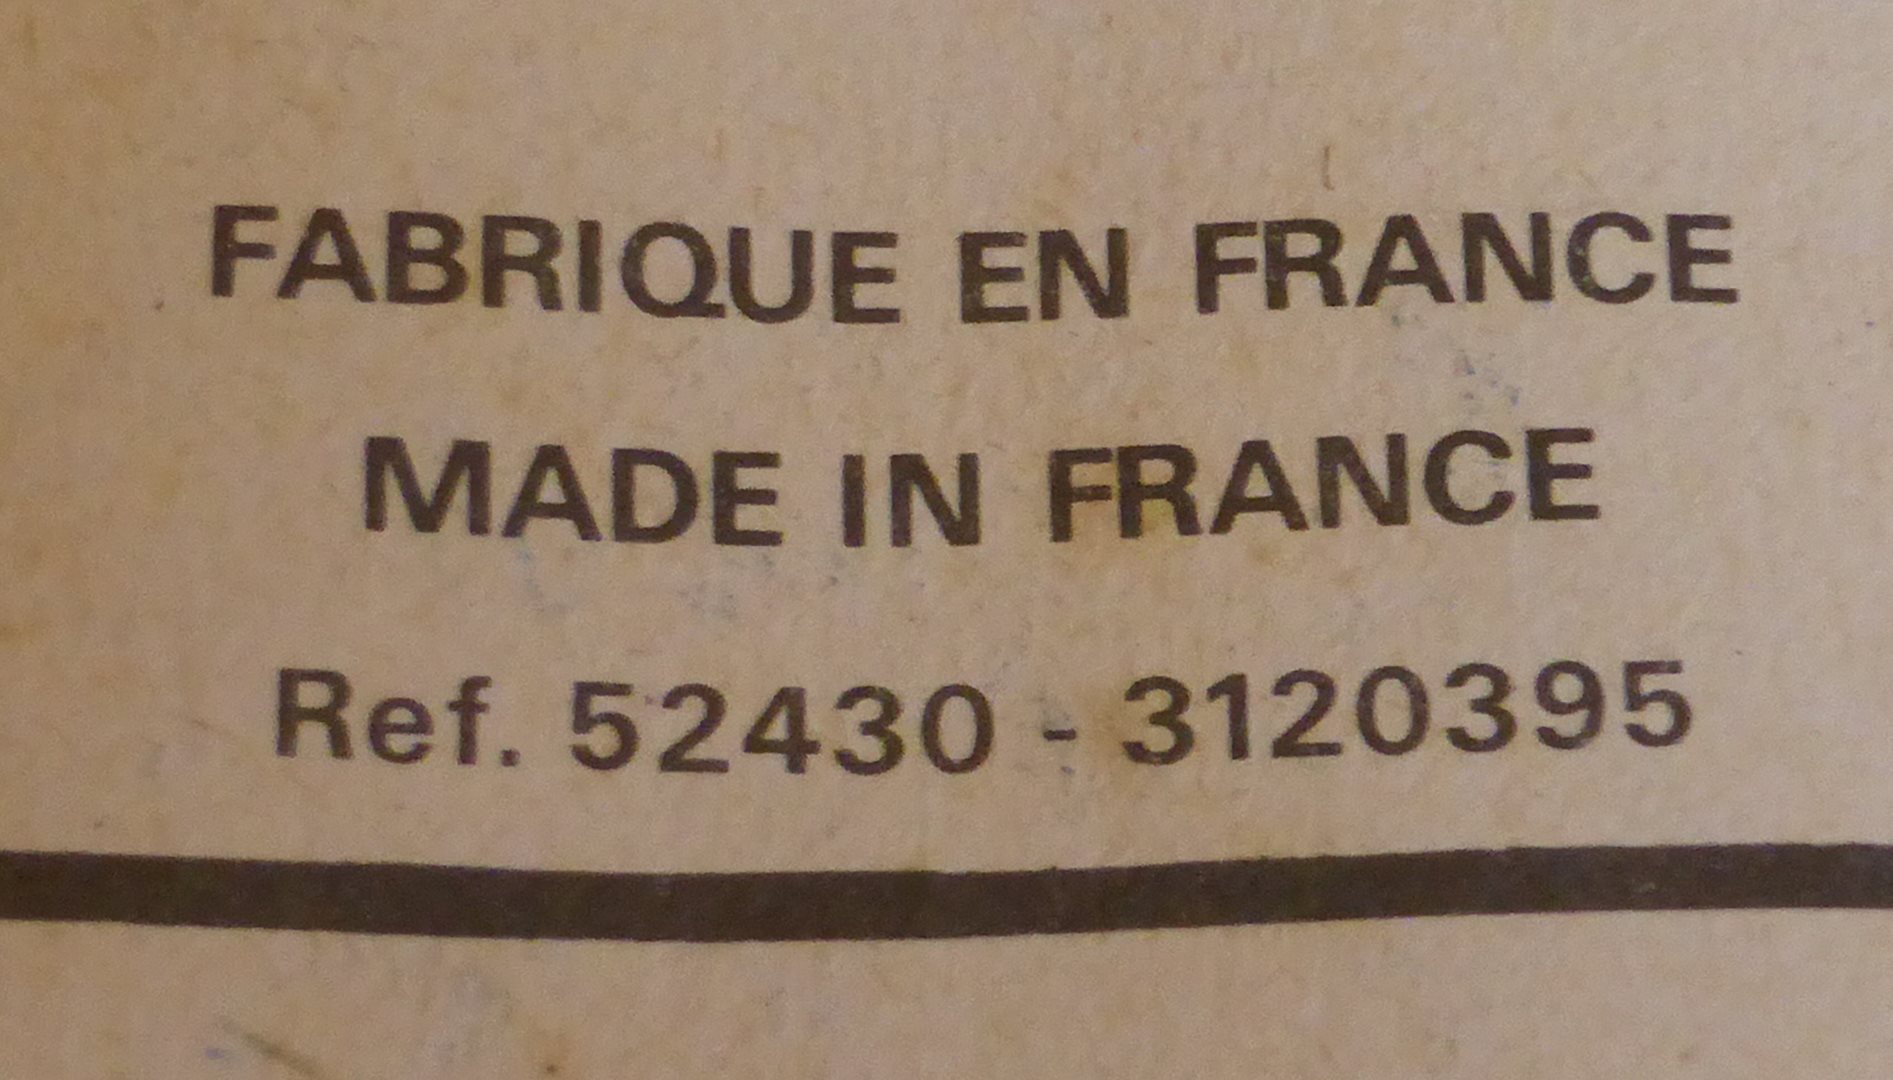 FABRIQUE EN FRANCE
MADE IN FRANCE
Ref. 52430 - 3120395